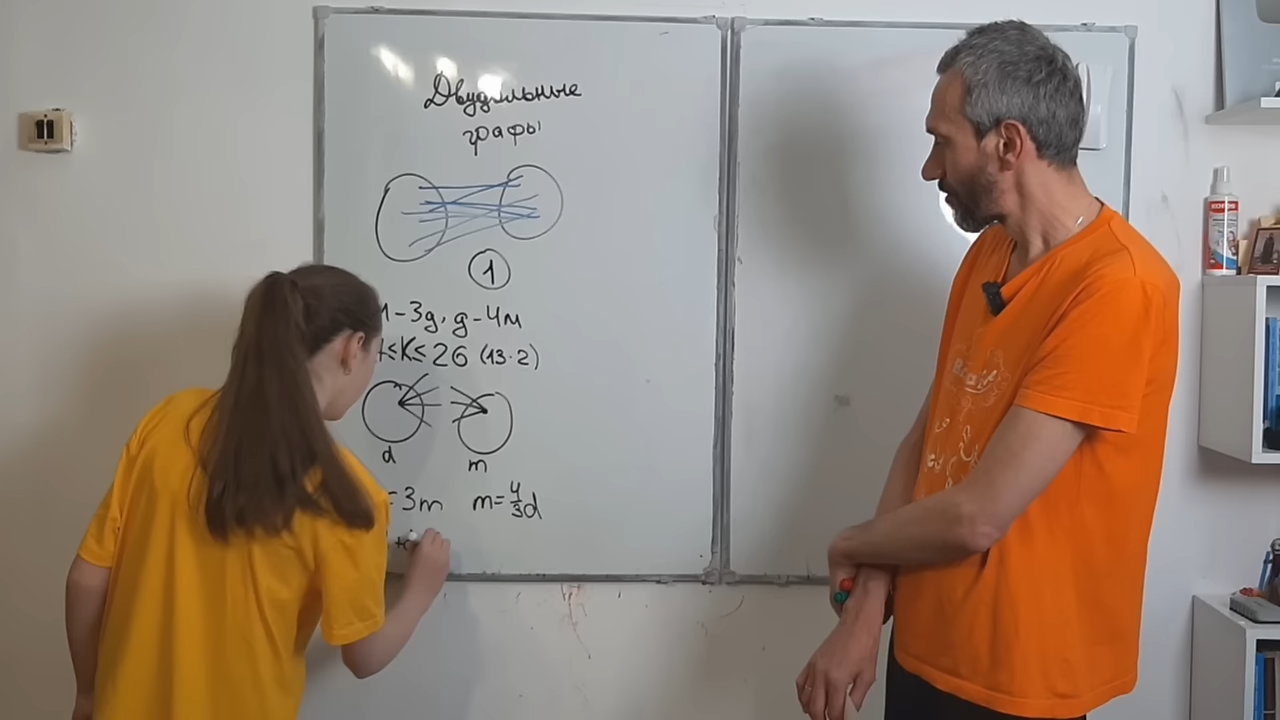 Двудольные
графы
1
М-3д, д-4м
≤K≤26 (13·2)
d m
=3m m=4/3d
+d